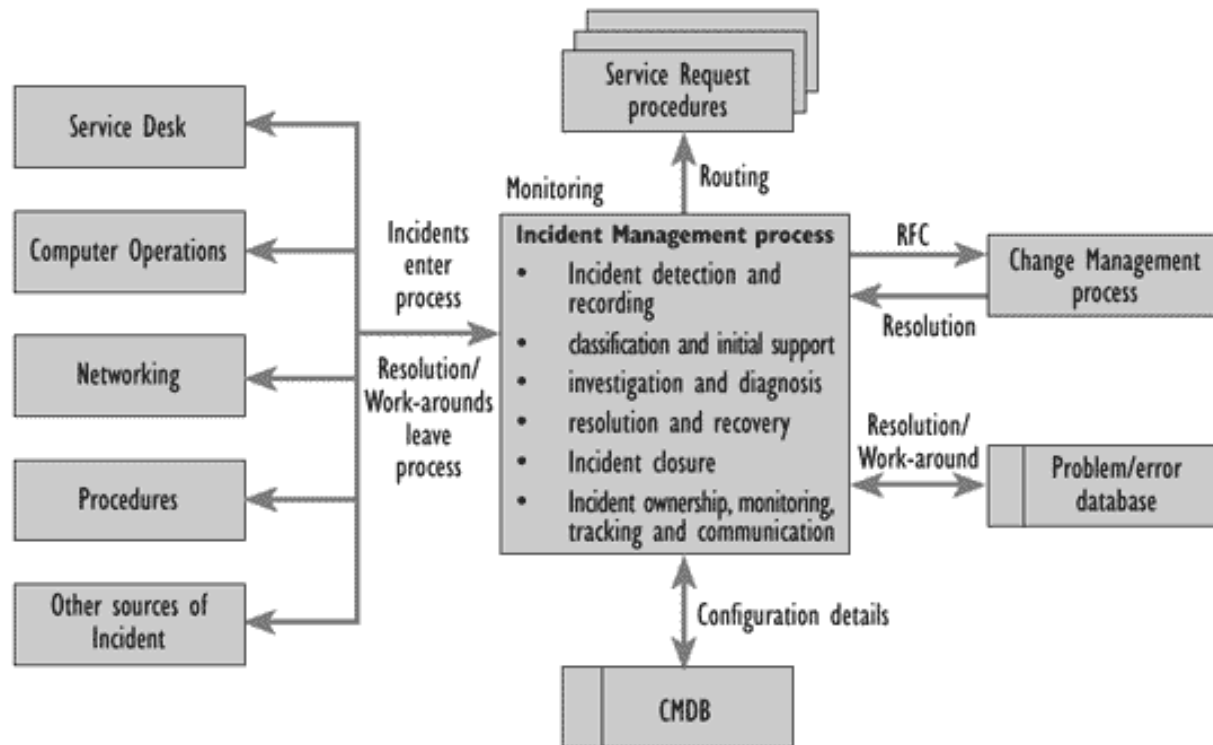 Service Request
procedures
Service Desk
Routing
Monitoring
Computer Operations
Incidents
enter
process
Incident Management process
• Incident detection and
recording
• classification and initial support
• investigation and diagnosis
• resolution and recovery
• Incident closure
• Incident ownership, monitoring,
tracking and communication
RFC
Change Management
process
Resolution
Networking
Resolution/
Work-arounds
leave
process
Resolution/
Work-around
Problem/error
database
Procedures
Other sources of
Incident
Configuration details
CMDB